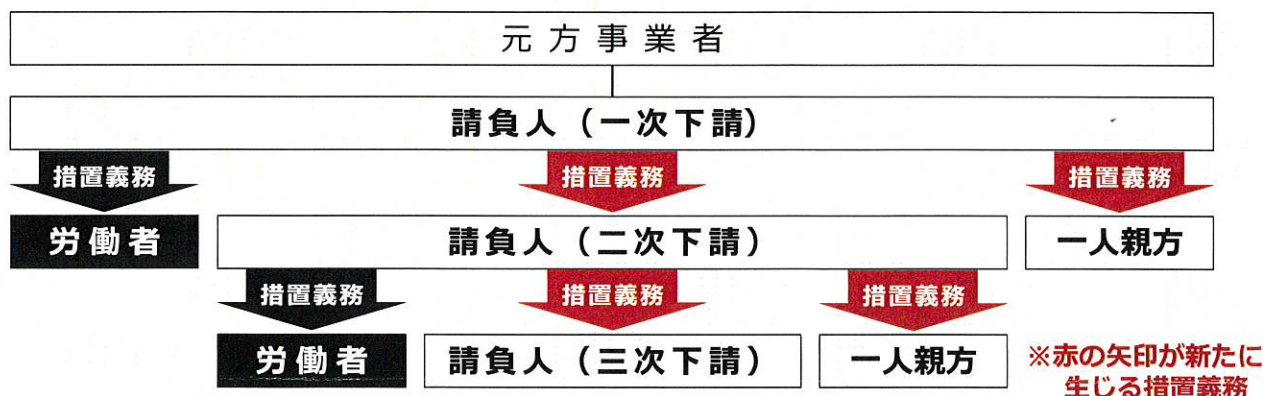 元方事業者
請負人（一次下請）
措置義務 措置義務 措置義務
労働者 請負人（二次下請） 一人親方
措置義務 措置義務 措置義務
労働者 請負人（三次下請） 一人親方
※赤の矢印が新たに
生じる措置義務